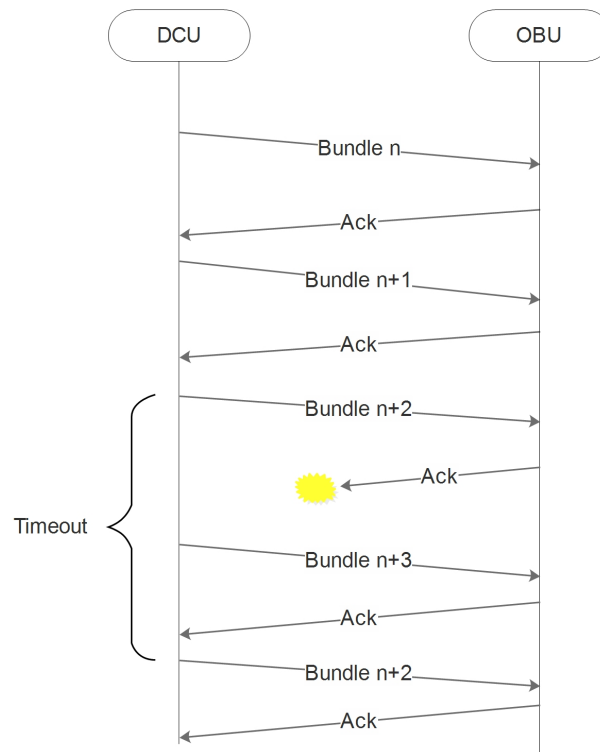 DCU
OBU
Bundle n
Ack
Bundle n+1
Ack
Bundle n+2
Ack
Timeout
Bundle n+3
Ack
Bundle n+2
Ack